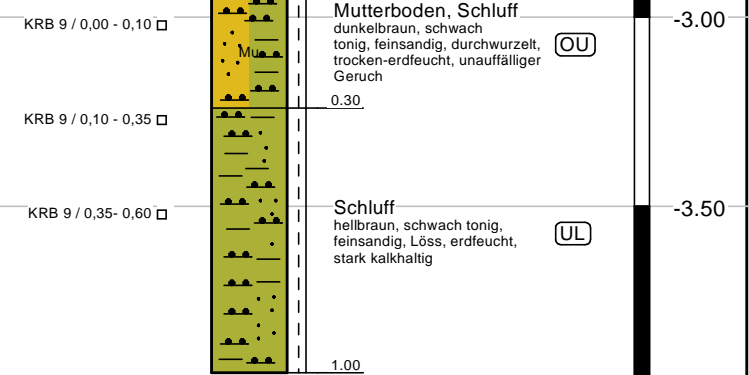 Mutterboden, Schluff
-3.00
KRB 9 / 0,00 - 0,10
dunkelbraun, schwach
tonig, feinsandig, durchwurzelt,
trocken-erdfeucht, unauffälliger
Geruch
OU
Mu
0.30
KRB 9 / 0,10 - 0,35
KRB 9 / 0,35- 0,60
Schluff
-3.50
hellbraun, schwach tonig,
feinsandig, Löss, erdfeucht,
stark kalkhaltig
UL
1.00